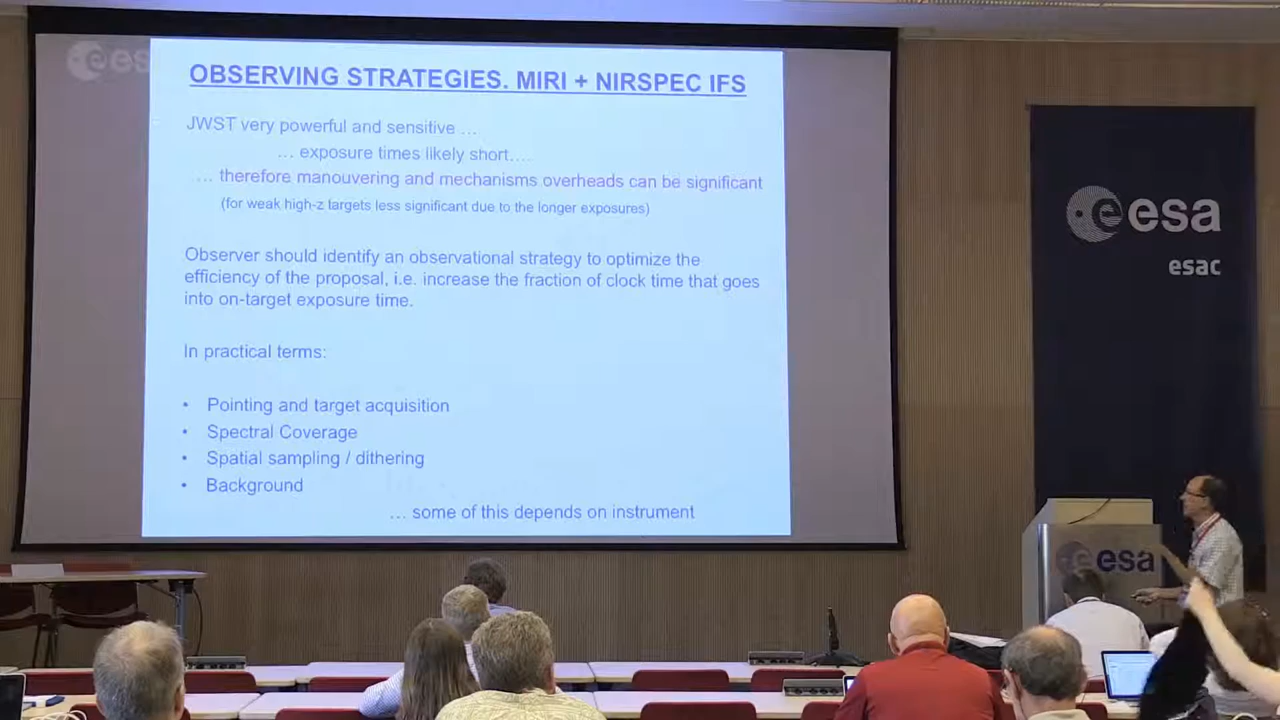 esa
OBSERVING STRATEGIES. MIRI + NIRSPEC IFS
JWST very powerful and sensitive …
… exposure times likely short….
…. therefore manouvering and mechanisms overheads can be significant
(for weak high-z targets less significant due to the longer exposures)
Observer should identify an observational strategy to optimize the
efficiency of the proposal, i.e. increase the fraction of clock time that goes
into on-target exposure time.
In practical terms:
• Pointing and target acquisition
• Spectral Coverage
• Spatial sampling / dithering
• Background
… some of this depends on instrument
esa
esac
esa